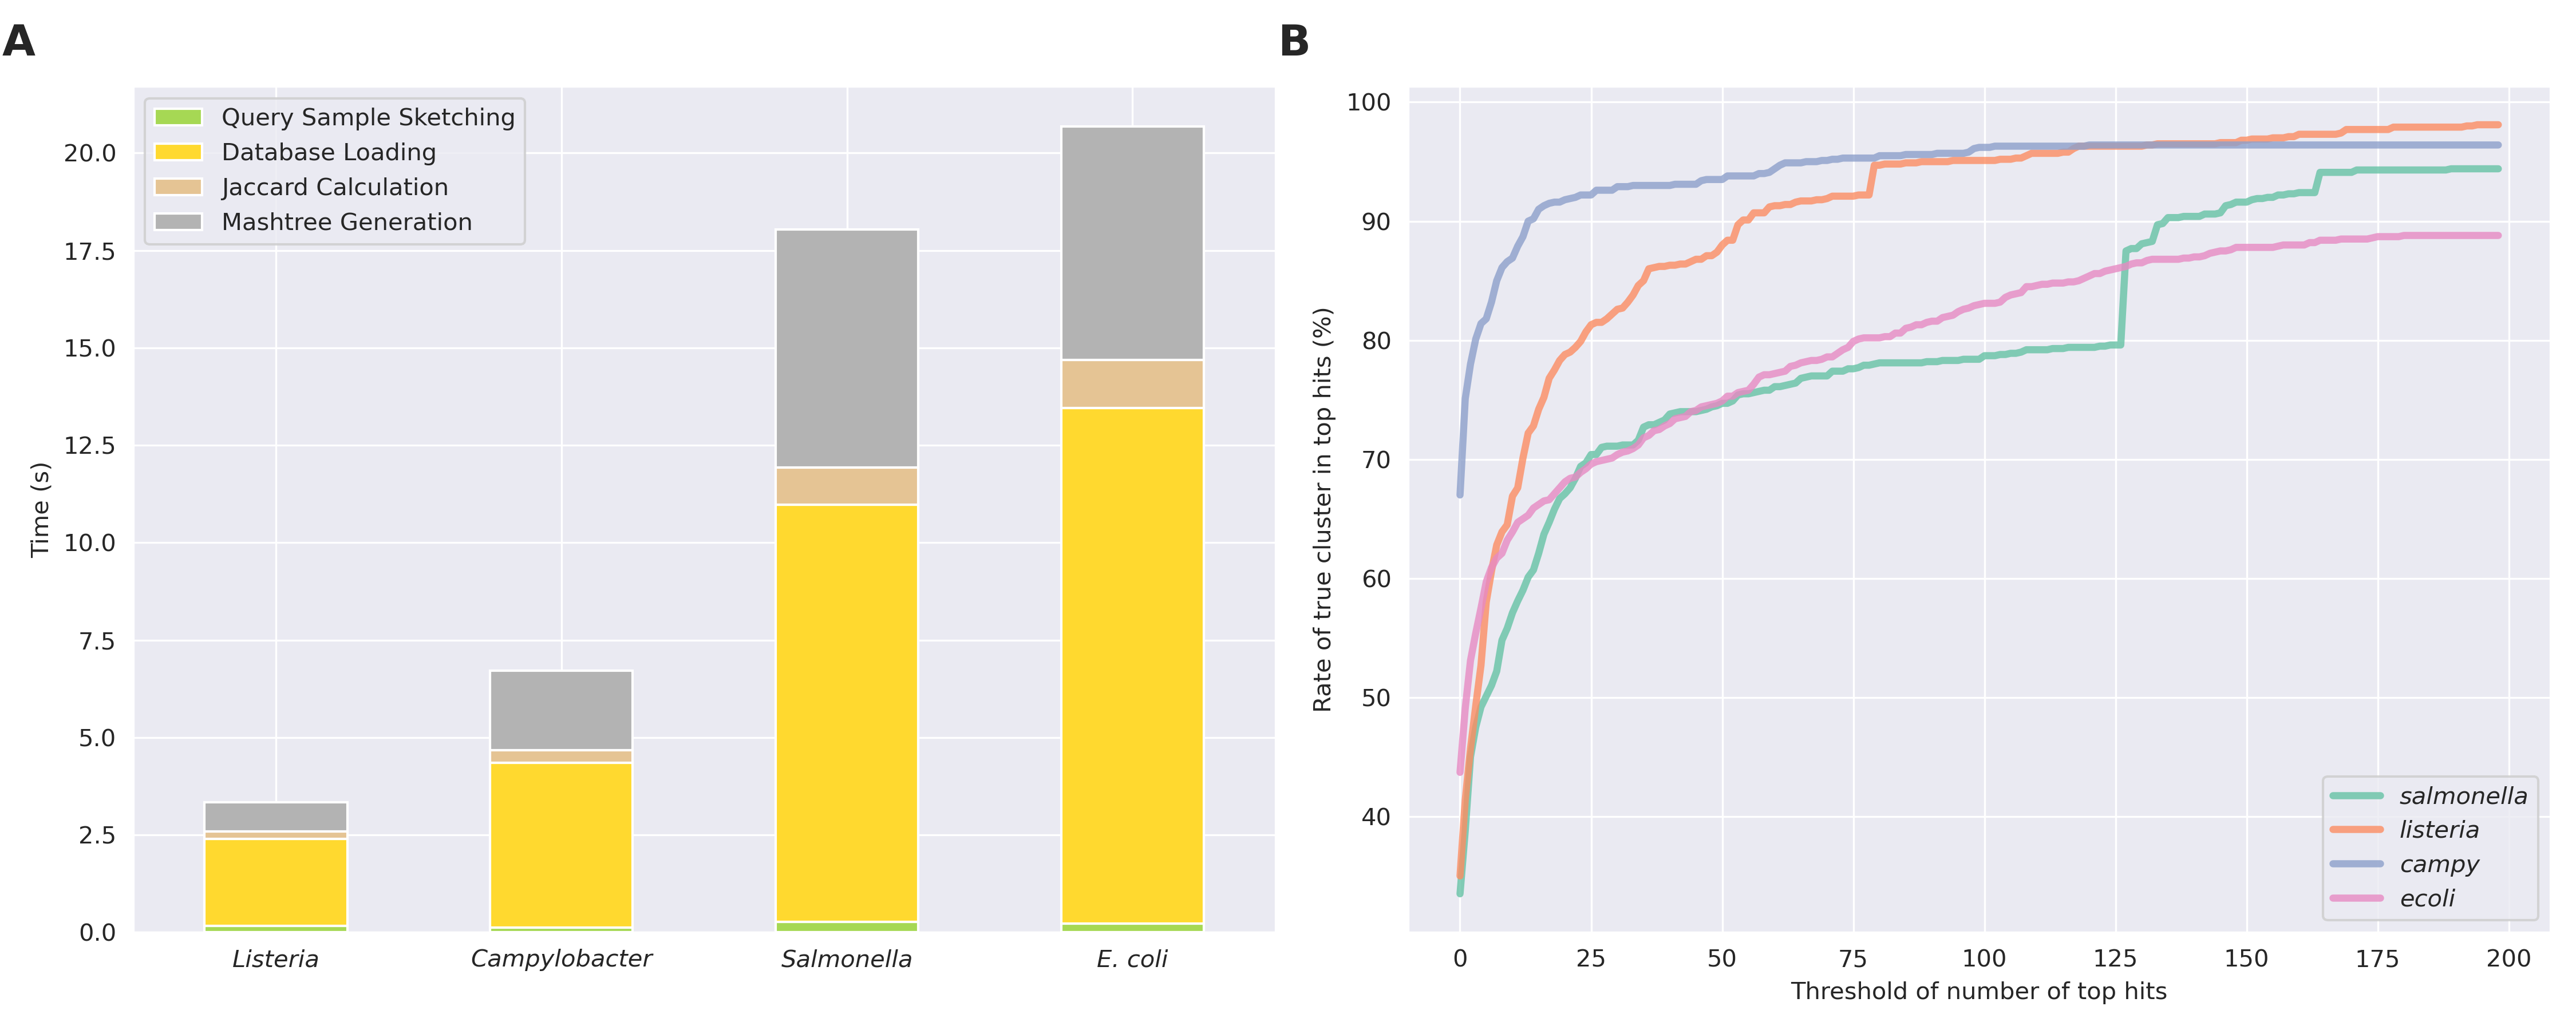 A
Query Sample Sketching
Database Loading
Jaccard Calculation
Mashtree Generation
Time (s)
20.0
17.5
15.0
12.5
10.0
7.5
5.0
2.5
0.0
Listeria
Campylobacter
Salmonella
E. coli
B
Rate of true cluster in top hits (%)
100
90
80
70
60
50
40
salmonella
listeria
campy
ecoli
0
25
50
75
100
125
150
175
200
Threshold of number of top hits